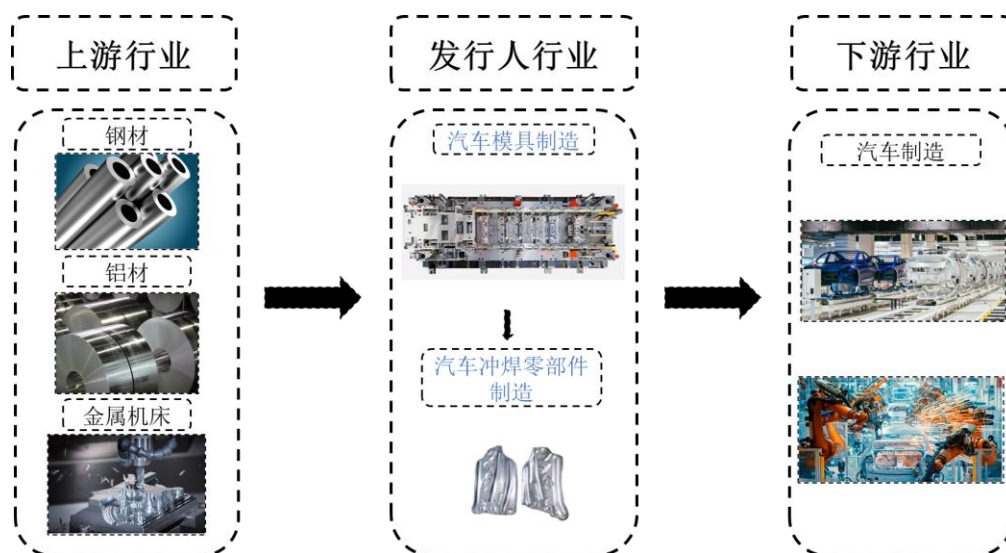 上游行业
发行人行业
下游行业
钢材
铝材
金属机床
汽车模具制造
汽车冲焊零部件
制造
汽车制造